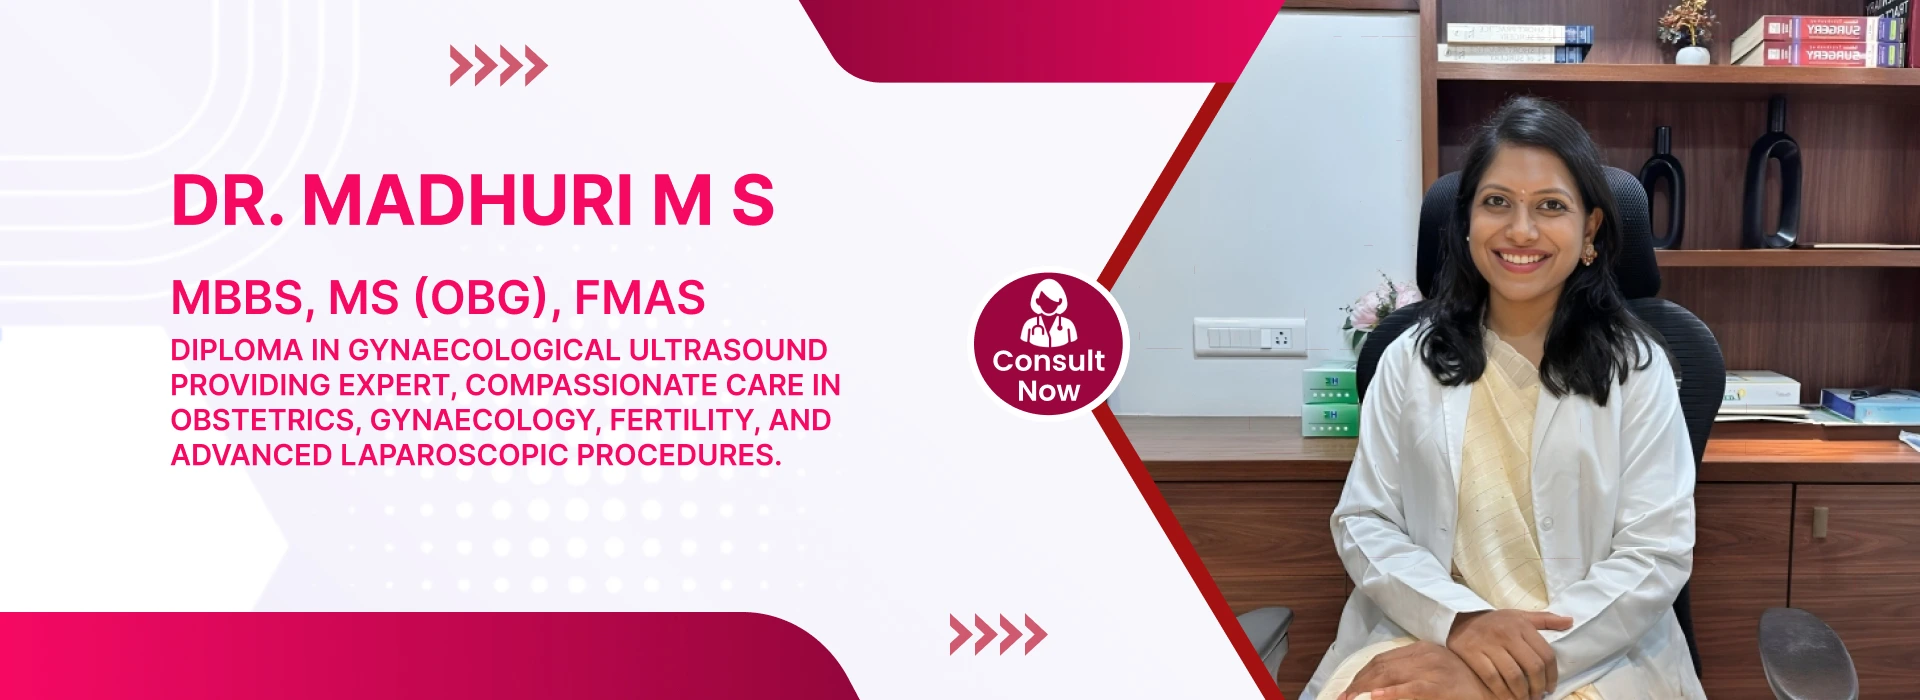 DR. MADHURI M S
MBBS, MS (OBG), FMAS
DIPLOMA IN GYNAECOLOGICAL ULTRASOUND
PROVIDING EXPERT, COMPASSIONATE CARE IN
OBSTETRICS, GYNAECOLOGY, FERTILITY, AND
ADVANCED LAPAROSCOPIC PROCEDURES.
Consult
Now
SURGERY
SURGERY